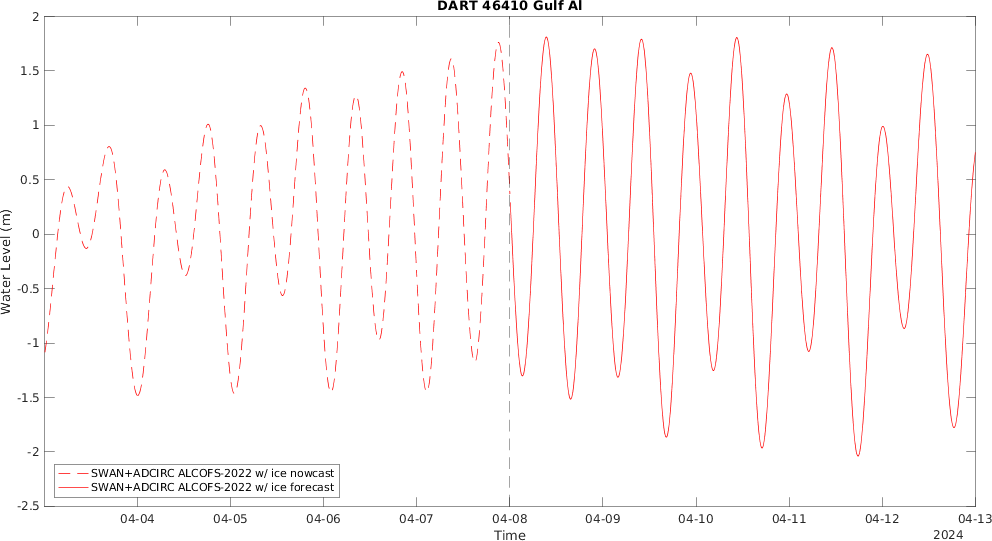 DART 46410 Gulf Al
2
1.5
1
0.5
0
-0.5
-1
-1.5
-2
-2.5
Water Level (m)
SWAN+ADCIRC ALCOFS-2022 w/ ice nowcast
SWAN+ADCIRC ALCOFS-2022 w/ ice forecast
04-04 04-05 04-06 04-07 04-08 04-09 04-10 04-11 04-12 04-13
Time
2024